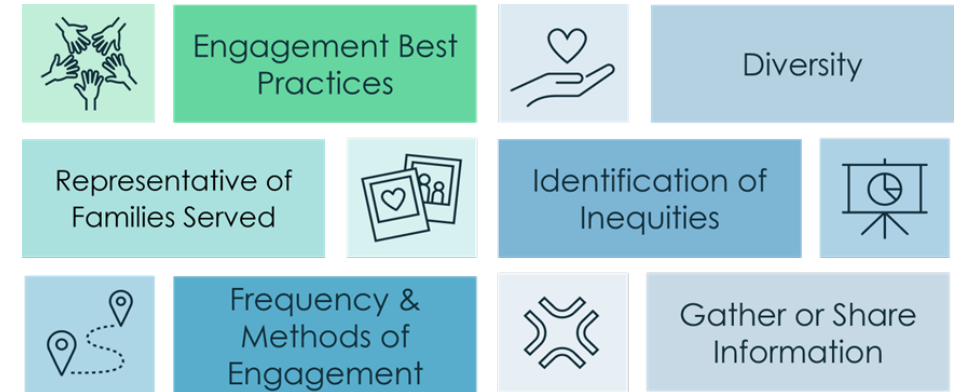 Engagement Best
Practices
Diversity
Representative of
Families Served
Identification of
Inequities
Frequency &
Methods of
Engagement
Gather or Share
Information